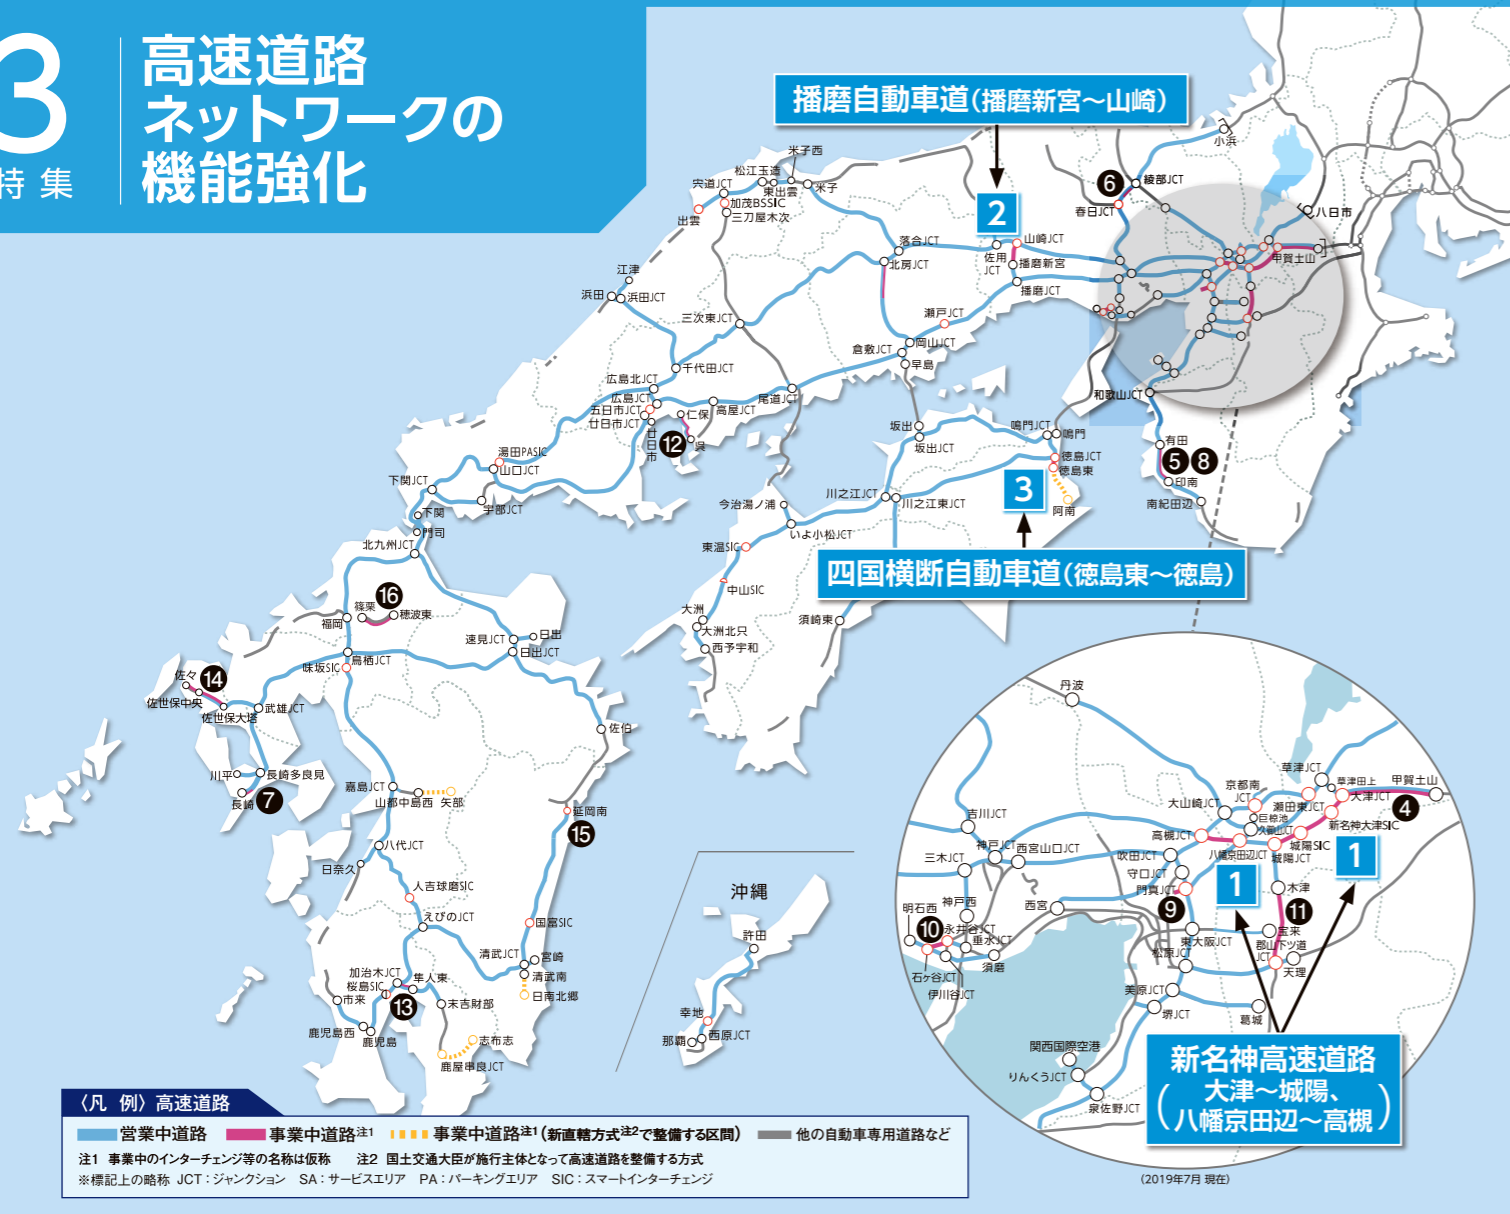 3
特集
高速道路
ネットワークの
機能強化
播磨自動車道（播磨新宮～山崎）
2
小浜
綾部JCT
6
春日JCT
八日市
甲賀土山
米子西
松江玉造
東出雲
米子
宍道JCT
加茂BSSIC
三刀屋木次
出雲
落合JCT
北房JCT
山崎JCT
佐用
JCT
播磨新宮
播磨JCT
江津
浜田
浜田JCT
三次東JCT
瀬戸JCT
岡山JCT
倉敷JCT
早島
千代田JCT
広島北JCT
広島JCT
五日市JCT
廿日市JCT
廿日市
仁保
高屋JCT
尾道JCT
12
呉
和歌山JCT
有田
5
8
印南
南紀田辺
坂出
坂出JCT
鳴門JCT
鳴門
徳島JCT
徳島東
阿南
3
四国横断自動車道（徳島東～徳島）
川之江JCT
川之江東JCT
今治湯ノ浦
いよ小松JCT
東温SIC
中山SIC
大洲
大洲北只
西予宇和
須崎東
湯田PASIC
山口JCT
下関JCT
宇部JCT
下関
門司
北九州JCT
篠栗
16
穂波東
福岡
速見JCT
日出
日出JCT
鳥栖JCT
味坂SIC
佐々
14
佐世保中央
佐世保大塔
武雄JCT
佐伯
川平
長崎多良見
長崎
7
嘉島JCT
山都中島西
矢部
延岡南
15
八代JCT
日奈久
人吉球磨SIC
えびのJCT
国富SIC
清武JCT
宮崎
清武南
日南北郷
加治木JCT
隼人東
桜島SIC
13
市来
末吉財部
鹿児島西
鹿児島
志布志
鹿屋串良JCT
沖縄
許田
幸地
西原JCT
那覇
丹波
草津JCT
草津田上
甲賀土山
4
京都南
JCT
瀬田東JCT
大津JCT
大山崎JCT
巨椋池
久御山JCT
新名神大津SIC
吉川JCT
高槻JCT
八幡京田辺JCT
城陽SIC
城陽JCT
1
神戸JCT
西宮山口JCT
三木JCT
吹田JCT
守口JCT
門真JCT
1
木津
11
9
西宮
明石西
神戸西
10
永井谷JCT
垂水JCT
須磨
石ヶ谷JCT
伊川谷JCT
東大阪JCT
宝来
郡山下ツ道
JCT
天理
松原JCT
美原JCT
堺JCT
葛城
関西国際空港
りんくうJCT
泉佐野JCT
新名神高速道路
（大津～城陽、
八幡京田辺～高槻）
〈凡 例〉高速道路
営業中道路 事業中道路注1 事業中道路注1（新直轄方式注2で整備する区間） 他の自動車専用道路など
注1 事業中のインターチェンジ等の名称は仮称 注2 国土交通大臣が施行主体となって高速道路を整備する方式
※標記上の略称 JCT：ジャンクション SA：サービスエリア PA：パーキングエリア SIC：スマートインターチェンジ
（2019年7月 現在）